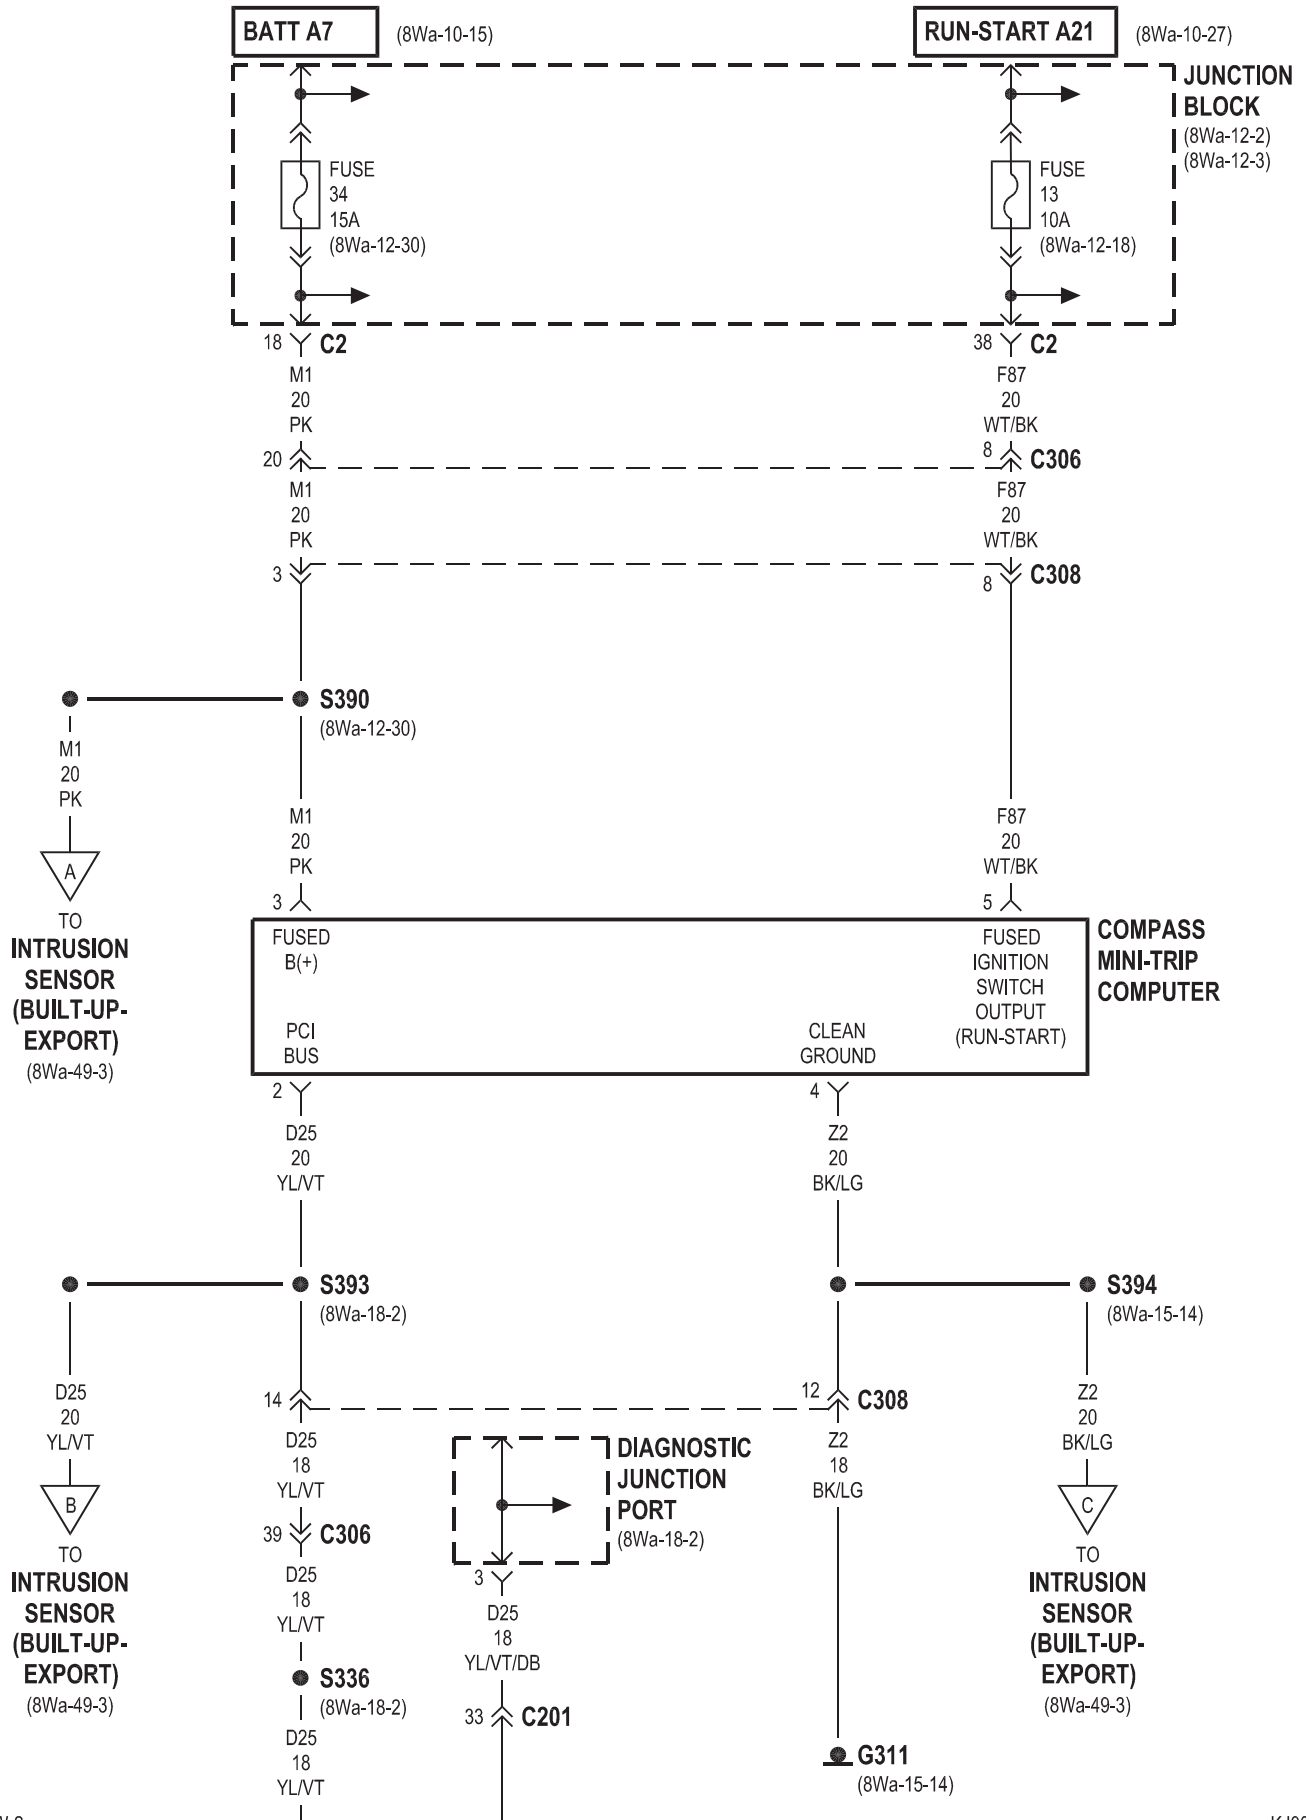 BATT A7 (8Wa-10-15)
RUN-START A21 (8Wa-10-27)
JUNCTION
BLOCK
(8Wa-12-2)
(8Wa-12-3)
FUSE
34
15A
(8Wa-12-30)
FUSE
13
10A
(8Wa-12-18)
18 C2
38 C2
M1
20
PK
F87
20
WT/BK
20
8 C306
M1
20
PK
F87
20
WT/BK
3
8 C308
S390
(8Wa-12-30)
M1
20
PK
A
TO
INTRUSION
SENSOR
(BUILT-UP-
EXPORT)
(8Wa-49-3)
M1
20
PK
3
F87
20
WT/BK
5
FUSED
B(+)
FUSED
IGNITION
SWITCH
OUTPUT
(RUN-START)
COMPASS
MINI-TRIP
COMPUTER
PCI
BUS
CLEAN
GROUND
2
D25
20
YL/VT
4
Z2
20
BK/LG
S393
(8Wa-18-2)
S394
(8Wa-15-14)
D25
20
YL/VT
B
TO
INTRUSION
SENSOR
(BUILT-UP-
EXPORT)
(8Wa-49-3)
14
12 C308
D25
18
YL/VT
39 C306
D25
18
YL/VT
S336
(8Wa-18-2)
D25
18
YL/VT
DIAGNOSTIC
JUNCTION
PORT
(8Wa-18-2)
3
D25
18
YL/VT/DB
33 C201
Z2
18
BK/LG
G311
(8Wa-15-14)
Z2
20
BK/LG
C
TO
INTRUSION
SENSOR
(BUILT-UP-
EXPORT)
(8Wa-49-3)